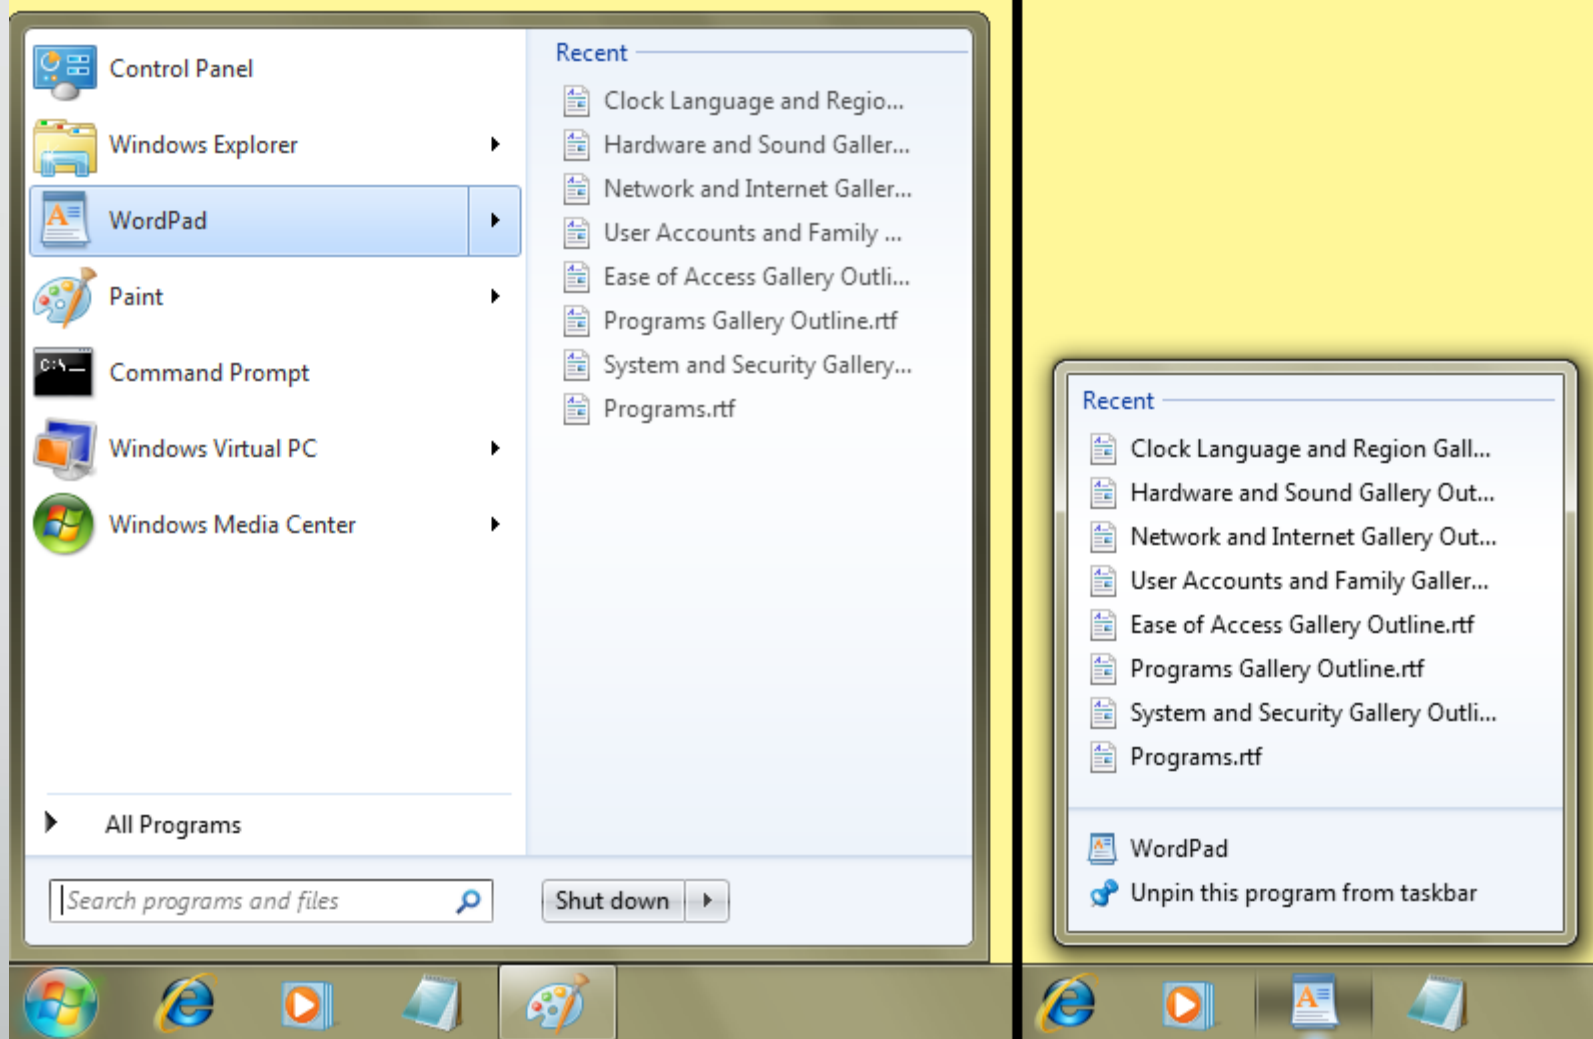 Control Panel
Windows Explorer
WordPad
Paint
Command Prompt
Windows Virtual PC
Windows Media Center
All Programs
Search programs and files
Recent
Clock Language and Regio...
Hardware and Sound Galler...
Network and Internet Galler...
User Accounts and Family ...
Ease of Access Gallery Outli...
Programs Gallery Outline.rtf
System and Security Gallery...
Programs.rtf
Shut down
Recent
Clock Language and Region Gall...
Hardware and Sound Gallery Out...
Network and Internet Gallery Out...
User Accounts and Family Galler...
Ease of Access Gallery Outline.rtf
Programs Gallery Outline.rtf
System and Security Gallery Outli...
Programs.rtf
WordPad
Unpin this program from taskbar